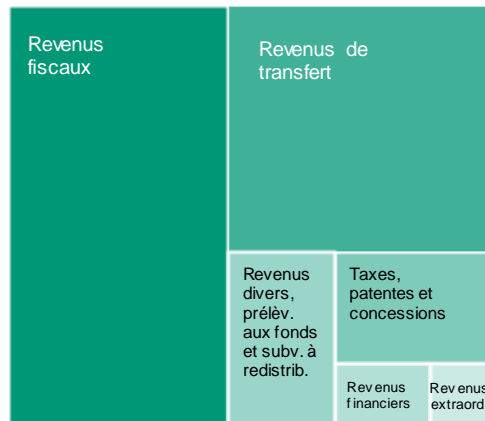 Revenus
fiscaux
Revenus de
transfert
Revenus
divers,
prélèv.
aux fonds
et subv. à
redistrib.
Taxes,
patentes et
concessions
Revenus
financiers
Revenus
extraord